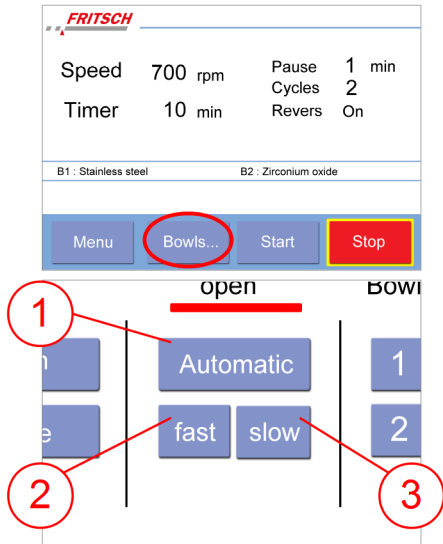 FRITSCH
Speed 700 rpm Pause 1 min
Cycles 2
Timer 10 min Revers On
B1 : Stainless steel B2 : Zirconium oxide
Menu Bowls... Start Stop
open
1
Automatic 1
fast slow 2
2 3